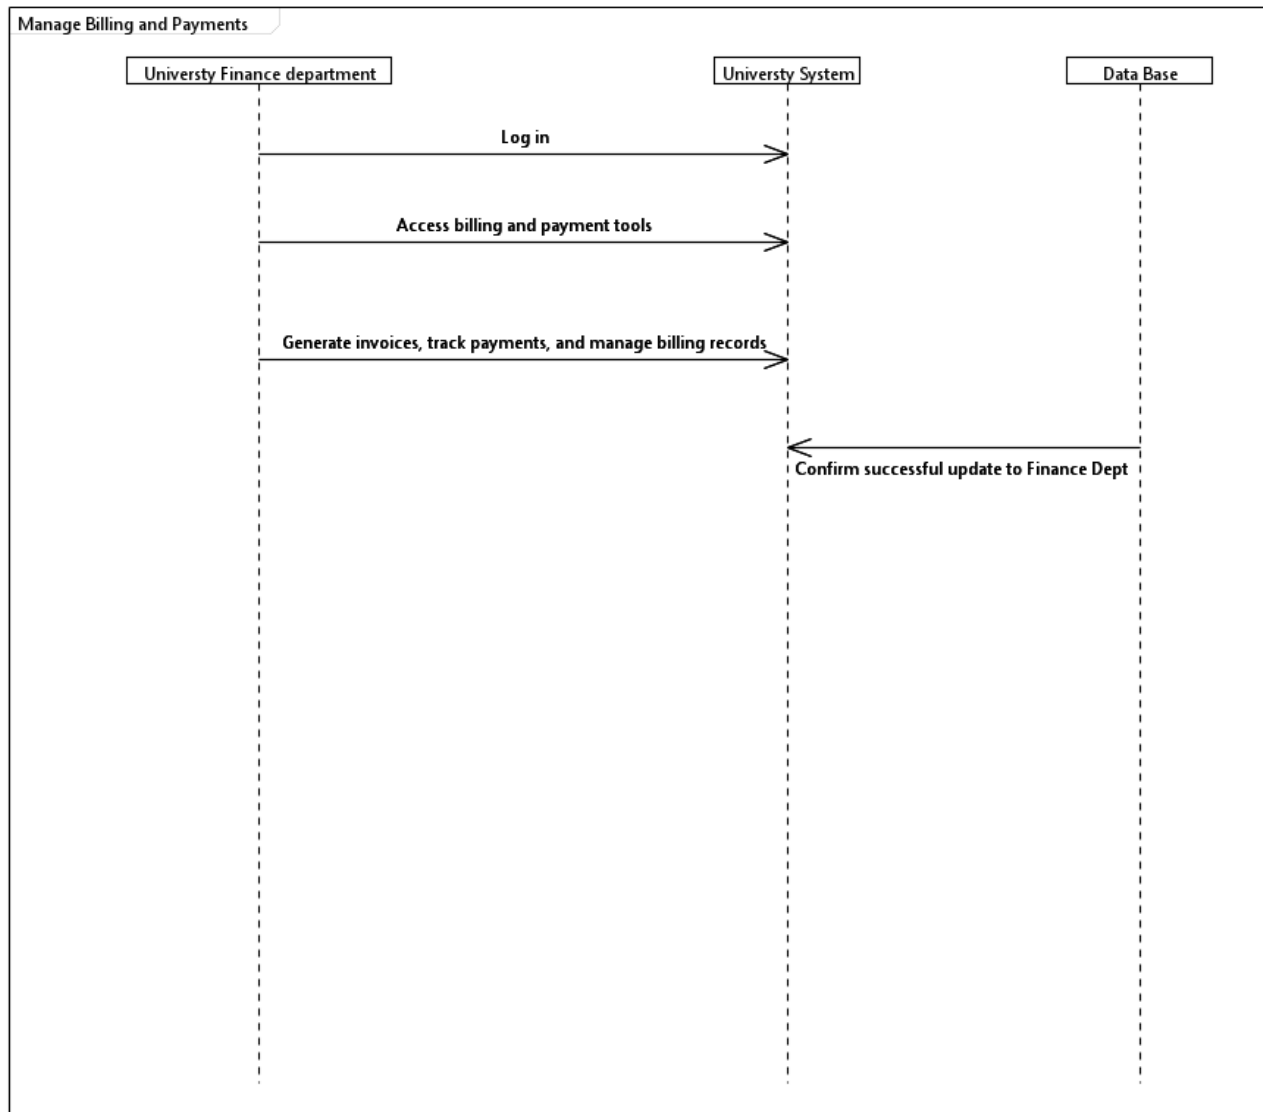 Manage Billing and Payments
Universty Finance department
Universty System
Data Base
Log in
Access billing and payment tools
Generate invoices, track payments, and manage billing records
Confirm successful update to Finance Dept